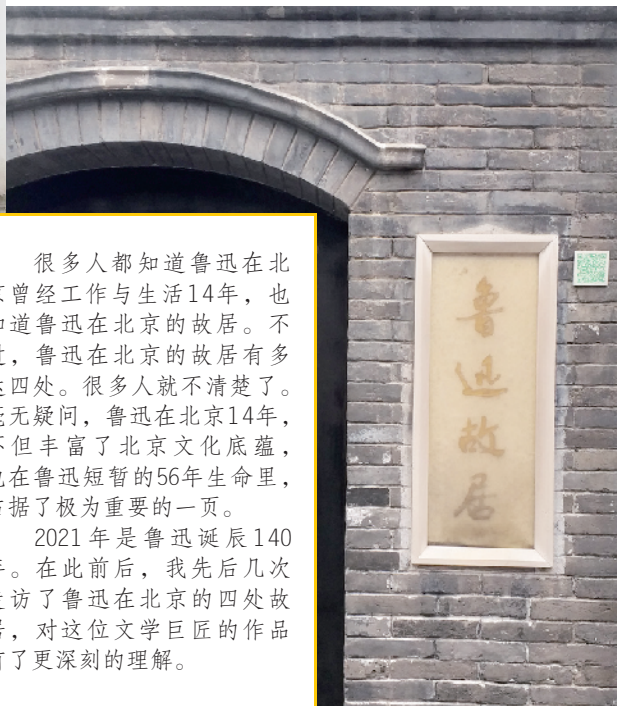 很多人都知道鲁迅在北
京曾经工作与生活14年，也
知道鲁迅在北京的故居。不
过，鲁迅在北京的故居有多
达四处。很多人就不清楚了。
毫无疑问，鲁迅在北京14年，
不但丰富了北京文化底蕴，
也在鲁迅短暂的56年生命里，
占据了极为重要的一页。
2021年是鲁迅诞辰140
年。在此前后，我先后几次
走访了鲁迅在北京的四处故
居，对这位文学巨匠的作品
有了更深刻的理解。
鲁迅故居